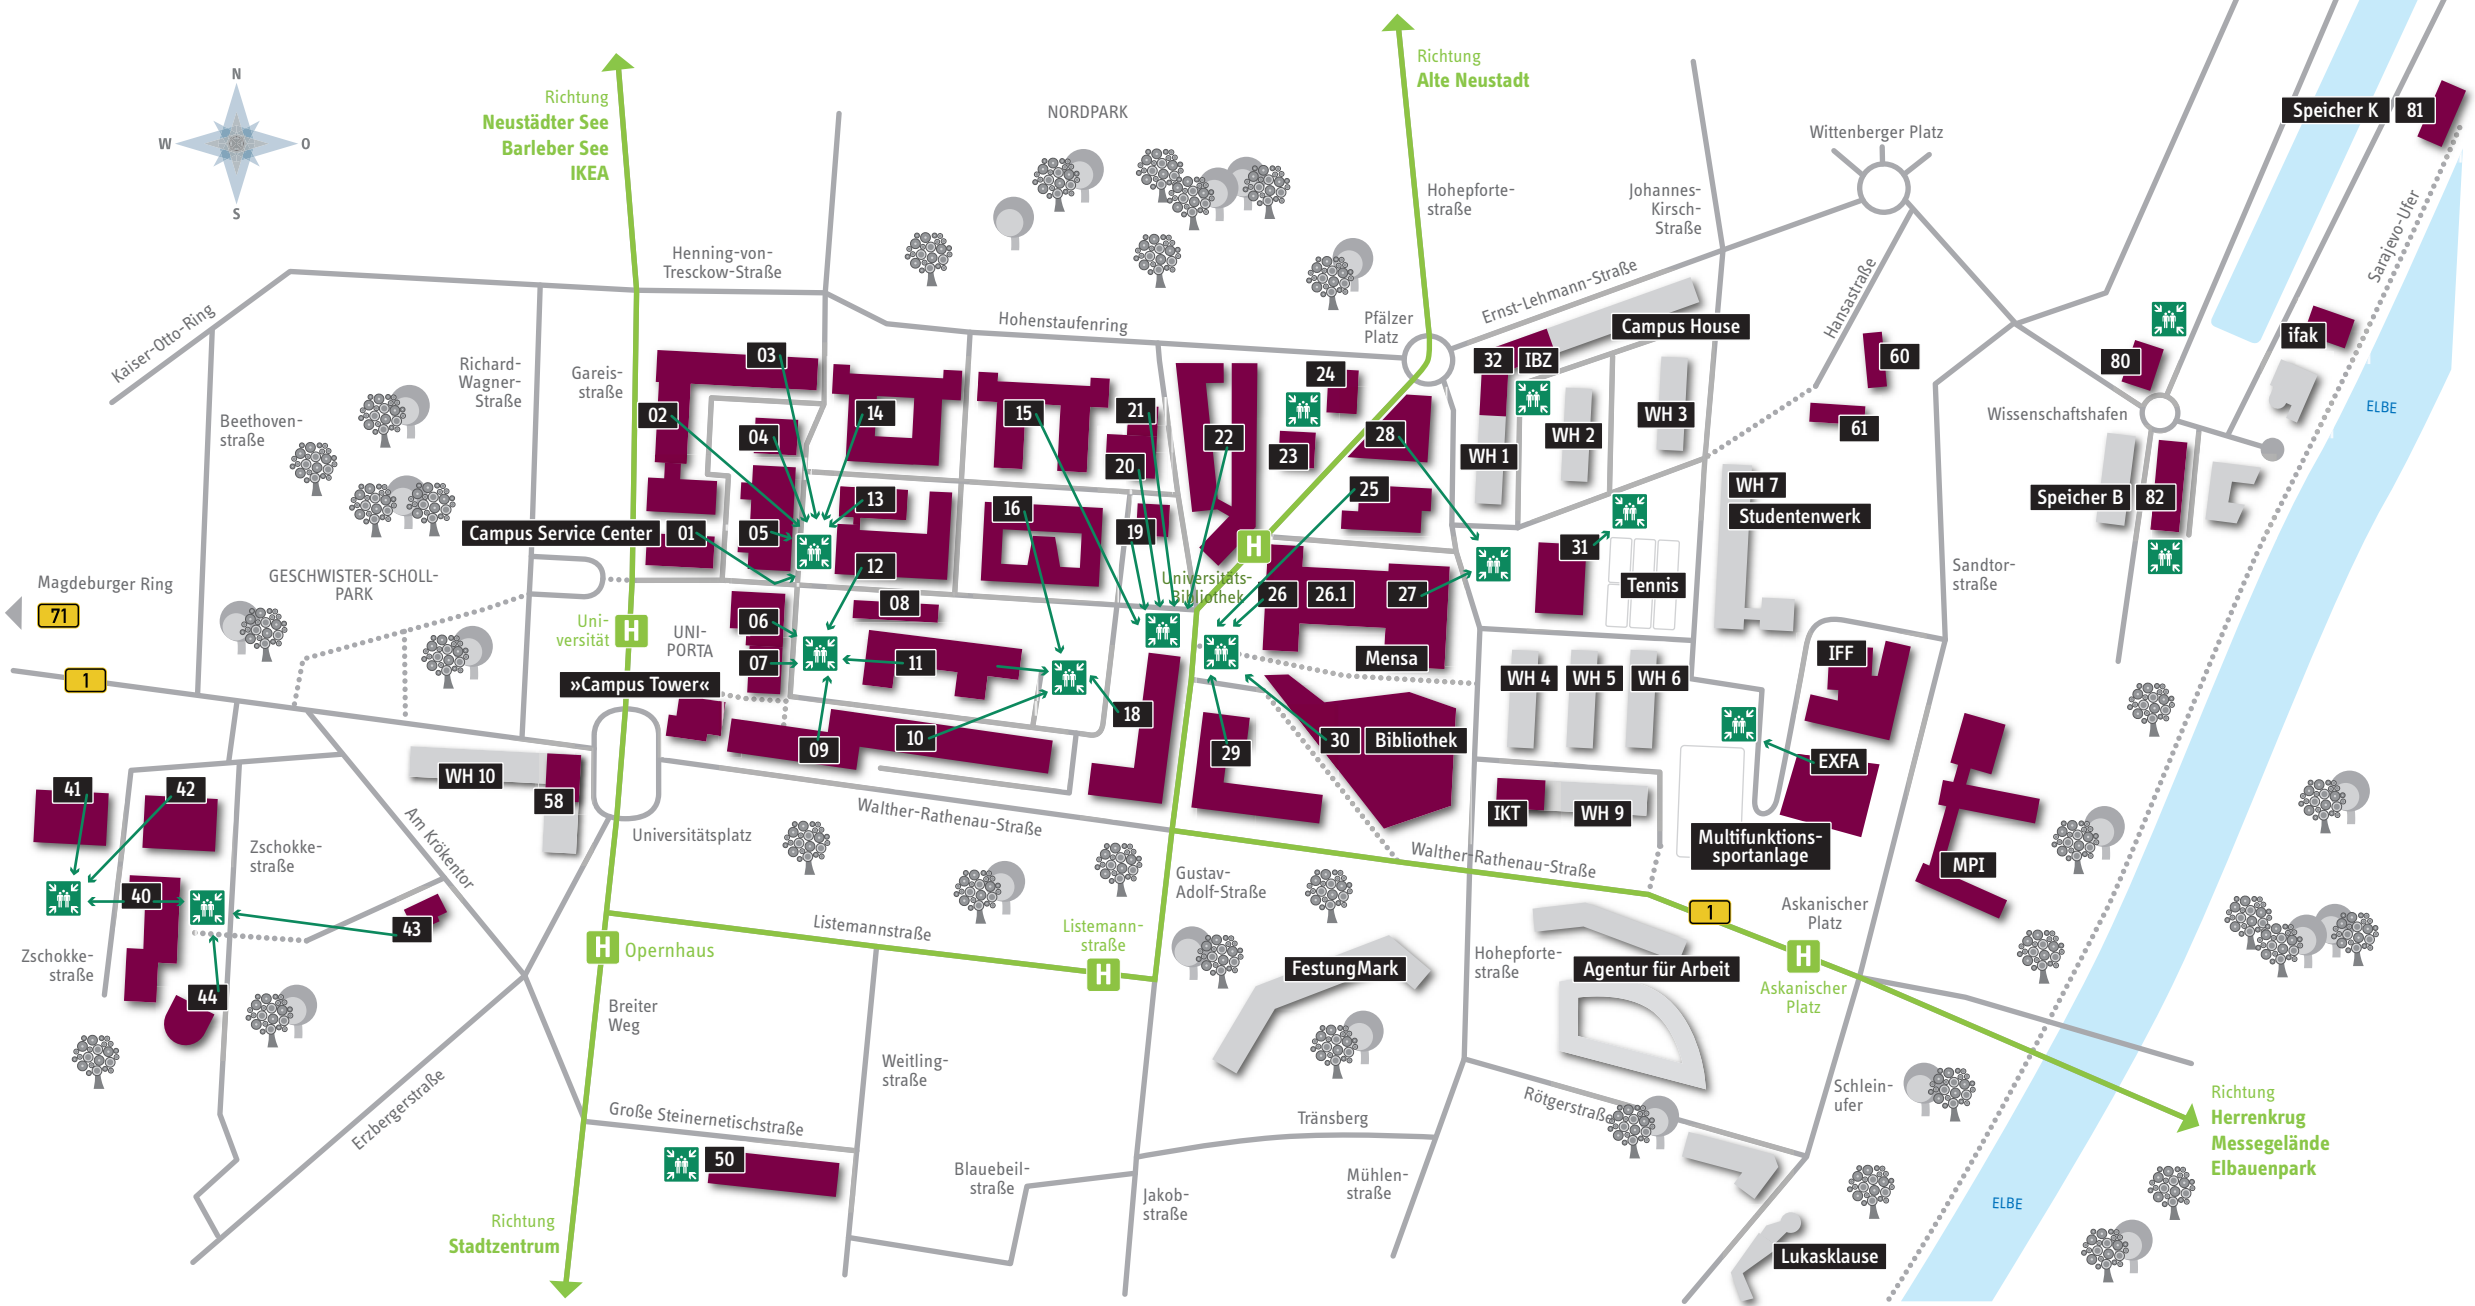 N
W
O
S
Richtung
Neustädter See
Barleber See
IKEA
Richtung
Alte Neustadt
NORDPARK
Wittenberger Platz
Speicher K
81
Hohepforte-
straße
Johannes-
Kirsch-
Straße
Sarajevo-Ufer
Henning-von-
Tresckow-Straße
Hohenstaufenring
Pfälzer
Platz
Ernst-Lehmann-Straße
Campus House
Hansastraße
Kaiser-Otto-Ring
Richard-
Wagner-
Straße
Gareis-
straße
Beethoven-
straße
03
02
04
14
15
21
20
22
24
23
28
25
32
IBZ
WH 1
WH 2
WH 3
60
61
80
ifak
ELBE
Wissenschaftshafen
Speicher B
82
WH 7
Studentenwerk
Campus Service Center
01
05
13
12
16
19
H
Universitäts-
Bibliothek
26
26.1
27
31
Tennis
Sandtor-
straße
Magdeburger Ring
71
GESCHWISTER-SCHOLL-
PARK
Uni-
versität
H
UNI-
PORTA
06
07
08
11
18
Mensa
»Campus Tower«
09
10
29
30
Bibliothek
WH 4
WH 5
WH 6
IFF
EXFA
1
41
42
WH 10
58
Am Krökentor
Zschokke-
straße
40
43
44
Zschokke-
straße
Universitätsplatz
Walther-Rathenau-Straße
Gustav-
Adolf-Straße
Walther-Rathenau-Straße
IKT
WH 9
Multifunktions-
sportanlage
MPI
Listemannstraße
Listemann-
straße
H
H
Opernhaus
Breiter
Weg
FestungMark
Hohepforte-
straße
Agentur für Arbeit
1
Askanischer
Platz
H
Askanischer
Platz
Weitling-
straße
Erzbergerstraße
Große Steinernetischstraße
50
Blauebeil-
straße
Jakob-
straße
Tränsberg
Mühlen-
straße
Rötgerstraße
Schlein-
ufer
Richtung
Herrenkrug
Messegelände
Elbauenpark
ELBE
Lukasklause
Richtung
Stadtzentrum